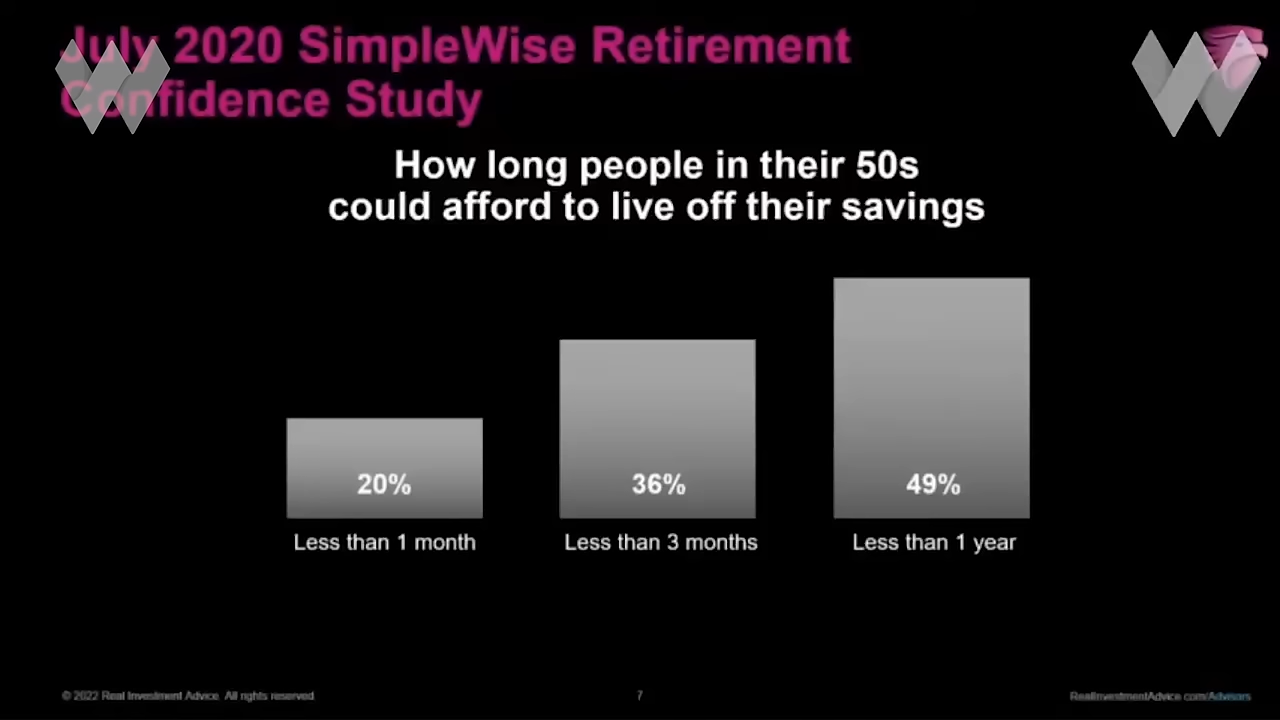 July 2020 SimpleWise Retirement
Confidence Study
How long people in their 50s
could afford to live off their savings
20%
36%
49%
Less than 1 month
Less than 3 months
Less than 1 year
© 2022 Real Investment Advice. All rights reserved.
7
RealInvestmentAdvice.com/Advisors